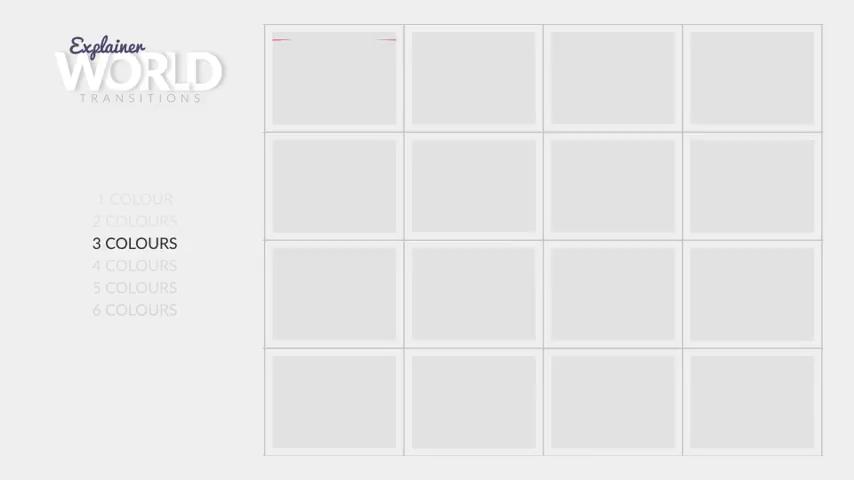 Explainer
WORLD
TRANSITIONS
1 COLOUR
2 COLOURS
3 COLOURS
4 COLOURS
5 COLOURS
6 COLOURS